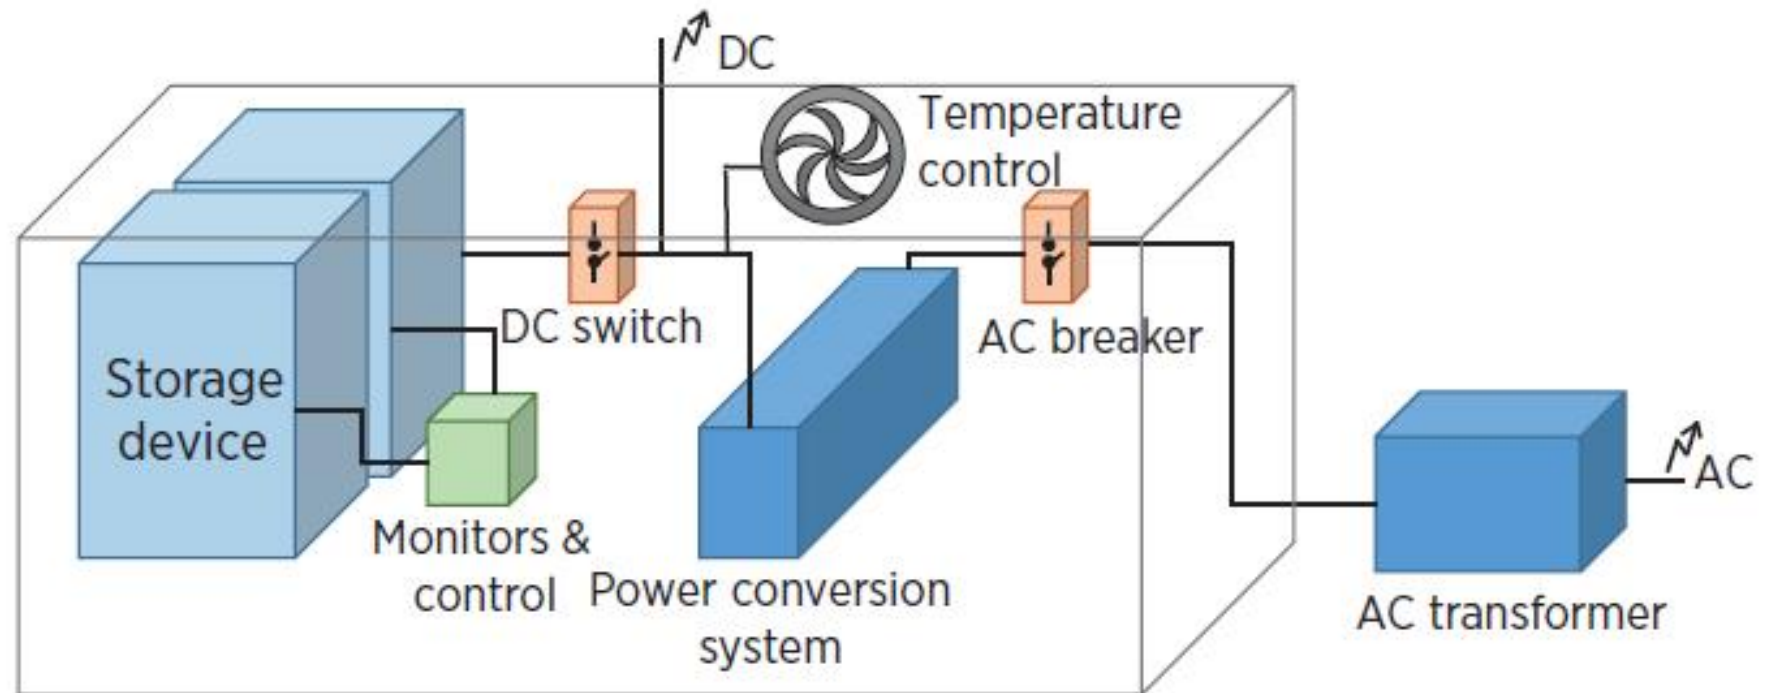 DC
Temperature
control
DC switch
AC breaker
Storage
device
Monitors &
control
Power conversion
system
AC
AC transformer